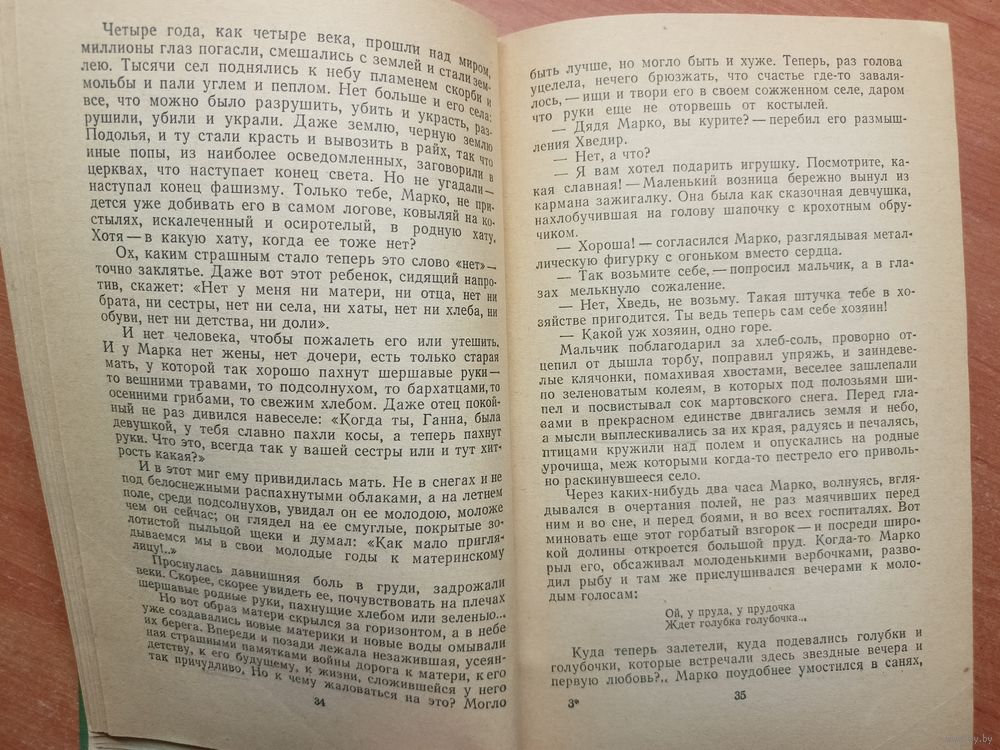 Четыре года, как четыре века, прошли над миром,
миллионы глаз погасли, смешались с землей и стали зем-
лею. Тысячи сел поднялись к небу пламенем скорби и
мольбы и пали углем и пеплом. Нет больше и его села:
все, что можно было разрушить, убить и украсть, раз-
рушили, убили и украли. Даже землю, черную землю
Подолья, и ту стали красть и вывозить в райх, так что
иные попы, из наиболее осведомленных, заговорили в
церквах, что наступает конец света. Но не угадали —
наступал конец фашизму. Только тебе, Марко, не при-
дется уже добивать его в самом логове, ковыляй на ко-
стылях, искалеченный и осиротелый, в родную хату.
Хотя — в какую хату, когда ее тоже нет?
Ох, каким страшным стало теперь это слово «нет» —
точно заклятье. Даже вот этот ребенок, сидящий напро-
тив, скажет: «Нет у меня ни матери, ни отца, нет ни
брата, ни сестры, нет ни села, ни хаты, нет ни хлеба, ни
обуви, нет ни детства, ни доли».
И нет человека, чтобы пожалеть его или утешить.
И у Марка нет жены, нет дочери, есть только старая
мать, у которой так хорошо пахнут шершавые руки —
то вешними травами, то подсолнухом, то бархатцами, то
осенними грибами, то свежим хлебом. Даже отец покой-
ный не раз дивился навеселе: «Когда ты, Ганна, была
девушкой, у тебя славно пахли косы, а теперь пахнут
руки. Что это, всегда так у вашей сестры или и тут хит-
рость какая?»
И в этот миг ему привидилась мать. Не в снегах и не
под белоснежными распахнутыми облаками, а на летнем
поле, среди подсолнухов, увидал он ее молодою, моложе
чем он сейчас; он глядел на ее смуглые, покрытые зо-
лотистой пыльцой щеки и думал: «Как мало пригля-
дываемся мы в свои молодые годы к материнскому
лицу!..»
Проснулась давнишняя боль в груди, задрожали
веки. Скорее, скорее увидеть ее, почувствовать на плечах
шершавые родные руки, пахнущие хлебом или зеленью...
Но вот образ матери скрылся за горизонтом, а в небе
уже создавались новые материки и новые воды омывали
их берега. Впереди и позади лежала незажившая, усеян-
ная страшными памятками войны дорога к матери, к его
детству, к его будущему, к жизни, сложившейся у него
так причудливо. Но к чему жаловаться на это? Могло
34
быть лучше, но могло быть и хуже. Теперь, раз голова
уцелела, нечего брюзжать, что счастье где-то заваля-
лось, — ищи и твори его в своем сожженном селе, даром
что руки еще не оторвешь от костылей.
— Дядя Марко, вы курите? — перебил его размыш-
ления Хведир.
— Нет, а что?
— Я вам хотел подарить игрушку. Посмотрите, ка-
кая славная! — Маленький возница бережно вынул из
кармана зажигалку. Она была как сказочная девчушка,
нахлобучившая на голову шапочку с крохотным обру-
чиком.
— Хороша! — согласился Марко, разглядывая метал-
лическую фигурку с огоньком вместо сердца.
— Так возьмите себе, — попросил мальчик, а в гла-
зах мелькнуло сожаление.
— Нет, Хведь, не возьму. Такая штучка тебе в хо-
зяйстве пригодится. Ты ведь теперь сам себе хозяин!
— Какой уж хозяин, одно горе.
Мальчик поблагодарил за хлеб-соль, проворно от-
цепил от дышла торбу, поправил упряжь, и заиндеве-
лые клячонки, помахивая хвостами, веселее зашлепали
по зеленоватым колеям, в которых под полозьями ши-
пел и посвистывал сок мартовского снега. Перед гла-
вами в прекрасном единстве двигались земля и небо,
а мысли выплескивались за их края, радуясь и печалясь,
птицами кружили над полем и опускались на родные
урочища, меж которыми когда-то пестрело его приволь-
но раскинувшееся село.
Через каких-нибудь два часа Марко, волнуясь, вгля-
дывался в очертания полей, не раз маячивших перед
ним и во сне, и перед боями, и во всех госпиталях. Вот
миновать еще этот горбатый взгорок — и посреди широ-
кой долины откроется большой пруд. Когда-то Марко
рыл его, обсаживал молоденькими вербочками, разво-
дил рыбу и там же прислушивался вечерами к моло-
дым голосам:
Ой, у пруда, у прудочка
Ждет голубка голубочка...
Куда теперь залетели, куда подевались голубки и
голубочки, которые встречали здесь звездные вечера и
первую любовь?.. Марко поудобнее умостился в санях,
3*
35